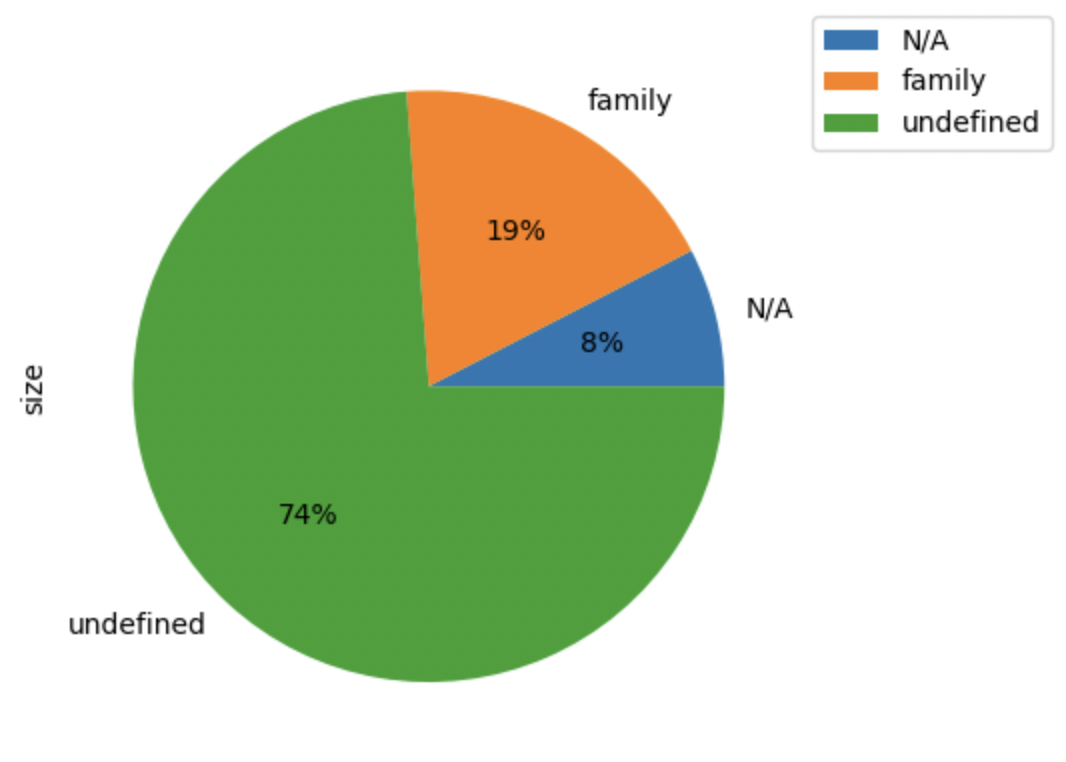 N/A
family
undefined
family
19%
N/A
8%
size
74%
undefined